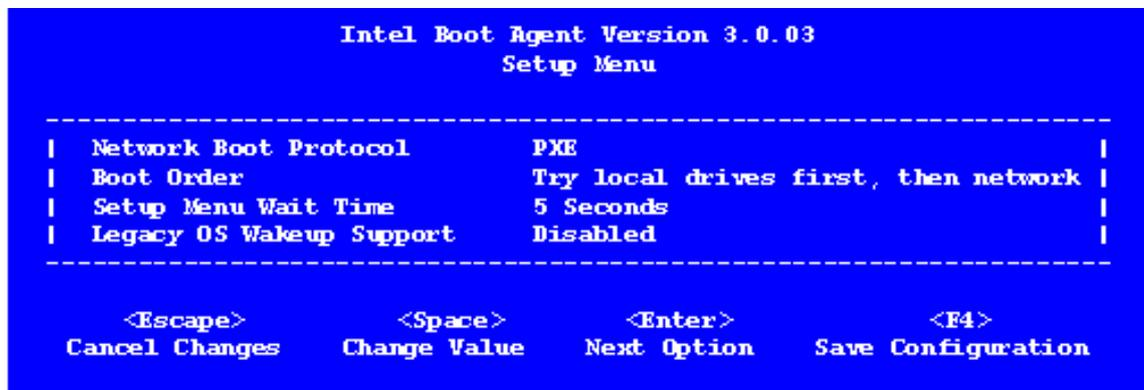 Intel Boot Agent Version 3.0.03
Setup Menu
Network Boot Protocol PXE
Boot Order Try local drives first, then network
Setup Menu Wait Time 5 Seconds
Legacy OS Wakeup Support Disabled
<Escape> <Space> <Enter> <F4>
Cancel Changes Change Value Next Option Save Configuration